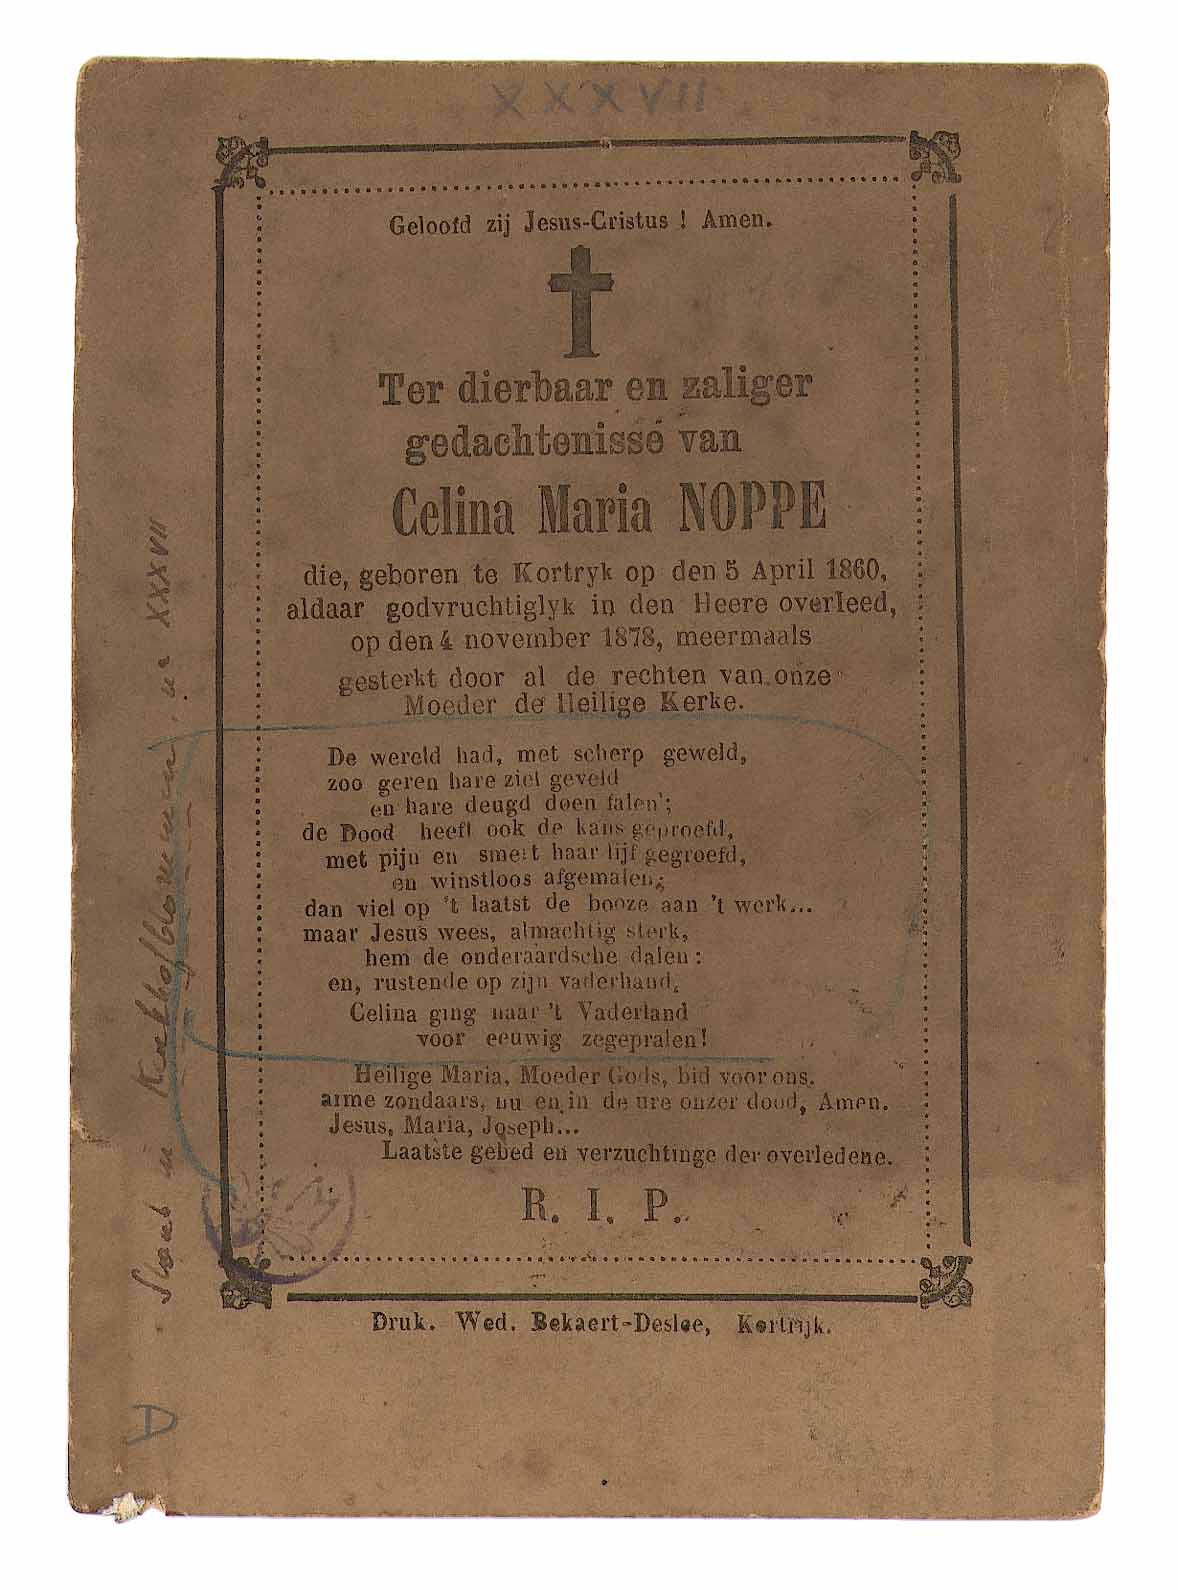 XXXVII
Geloofd zij Jesus-Cristus ! Amen.
Ter dierbaar en zaliger
gedachtenisse van
Celina Maria NOPPE
die, geboren te Kortryk op den 5 April 1860,
aldaar godvruchtiglyk in den Heere overleed,
op den 4 november 1878, meermaals
gesterkt door al de rechten van onze
Moeder de Heilige Kerke.
De wereld had, met scherp geweld,
zoo geren hare ziel geveld
en hare deugd doen falen';
de Dood heeft ook de kans geproefd,
met pijn en smert haar lijf gegroefd,
en winstloos afgemalen;
dan viel op 't laatst de booze aan 't werk...
maar Jesus wees, almachtig sterk,
hem de onderaardsche dalen:
en, rustende op zijn vaderhand,
Celina ging naar 't Vaderland
voor eeuwig zegepralen!
Heilige Maria, Moeder Gods, bid voor ons.
arme zondaars, nu en in de ure onzer dood, Amen.
Jesus, Maria, Joseph...
Laatste gebed en verzuchtinge der overledene.
R. I. P.
Druk. Wed. Bekaert-Deslee, Kortrijk.
Staat in Kerkhofblommen, nr XXXVII
D